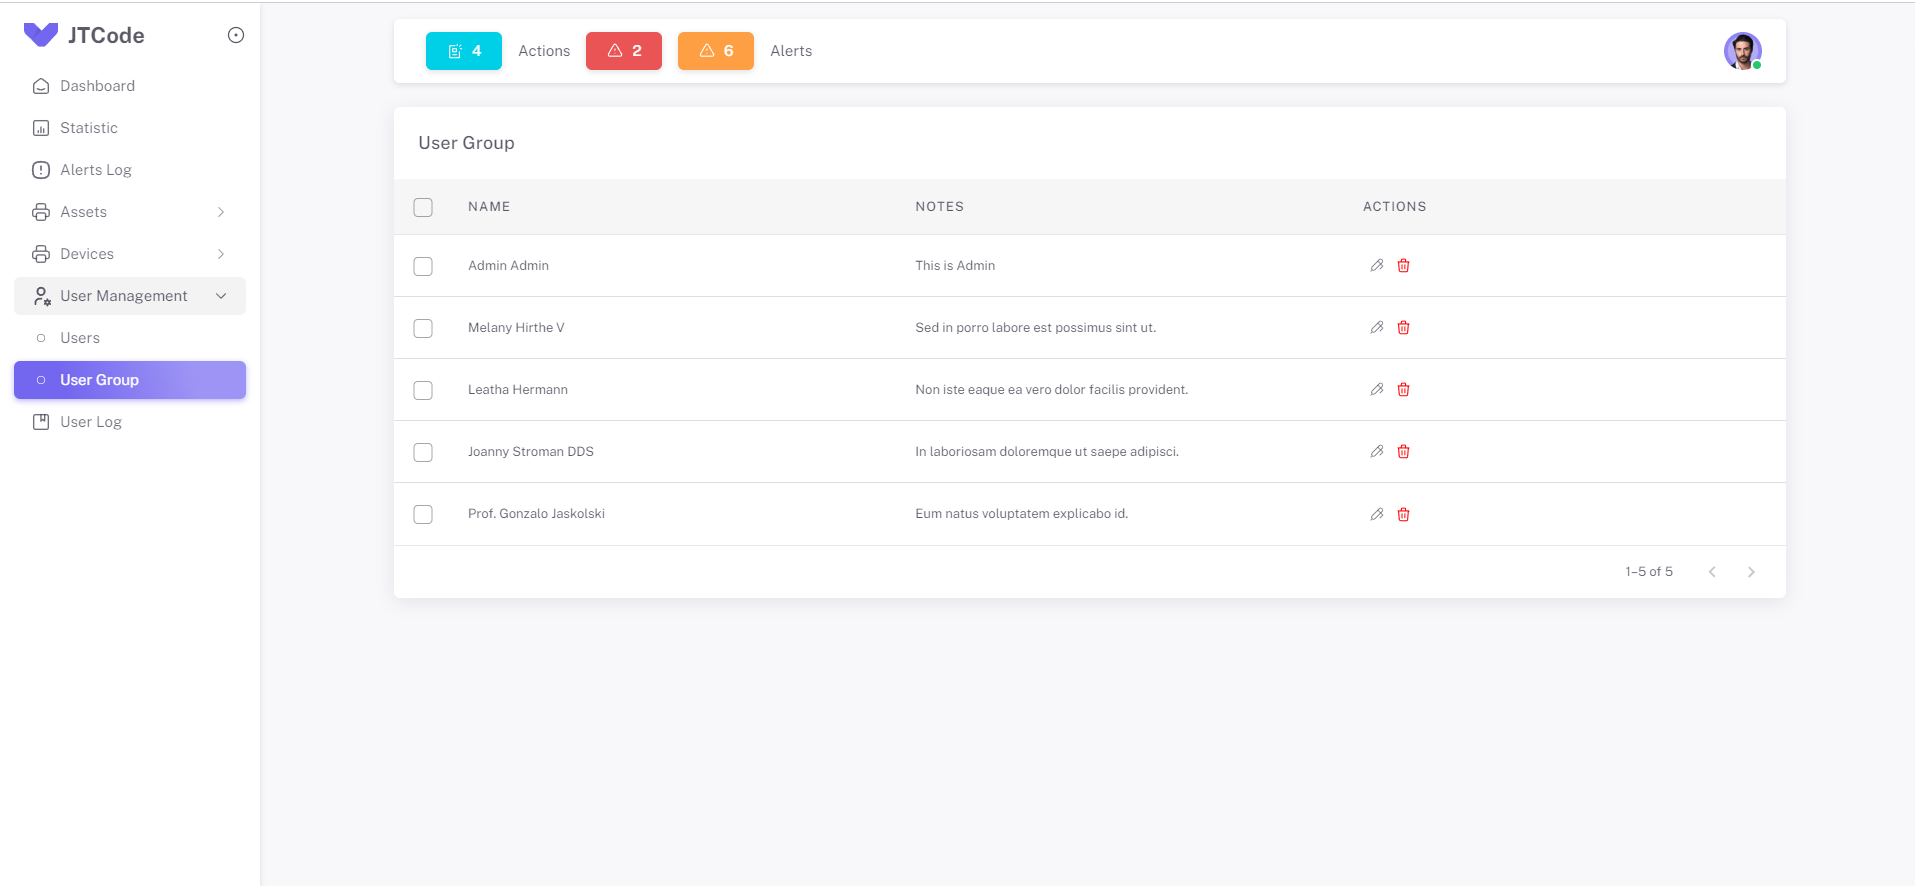 JTCode
Dashboard
Statistic
Alerts Log
Assets
Devices
User Management
Users
User Group
User Log
4 Actions 2 6 Alerts
User Group
NAME NOTES ACTIONS
Admin Admin This is Admin
Melany Hirthe V Sed in porro labore est possimus sint ut.
Leatha Hermann Non iste eaque ea vero dolor facilis provident.
Joanny Stroman DDS In laboriosam doloremque ut saepe adipisci.
Prof. Gonzalo Jaskolski Eum natus voluptatem explicabo id.
1–5 of 5